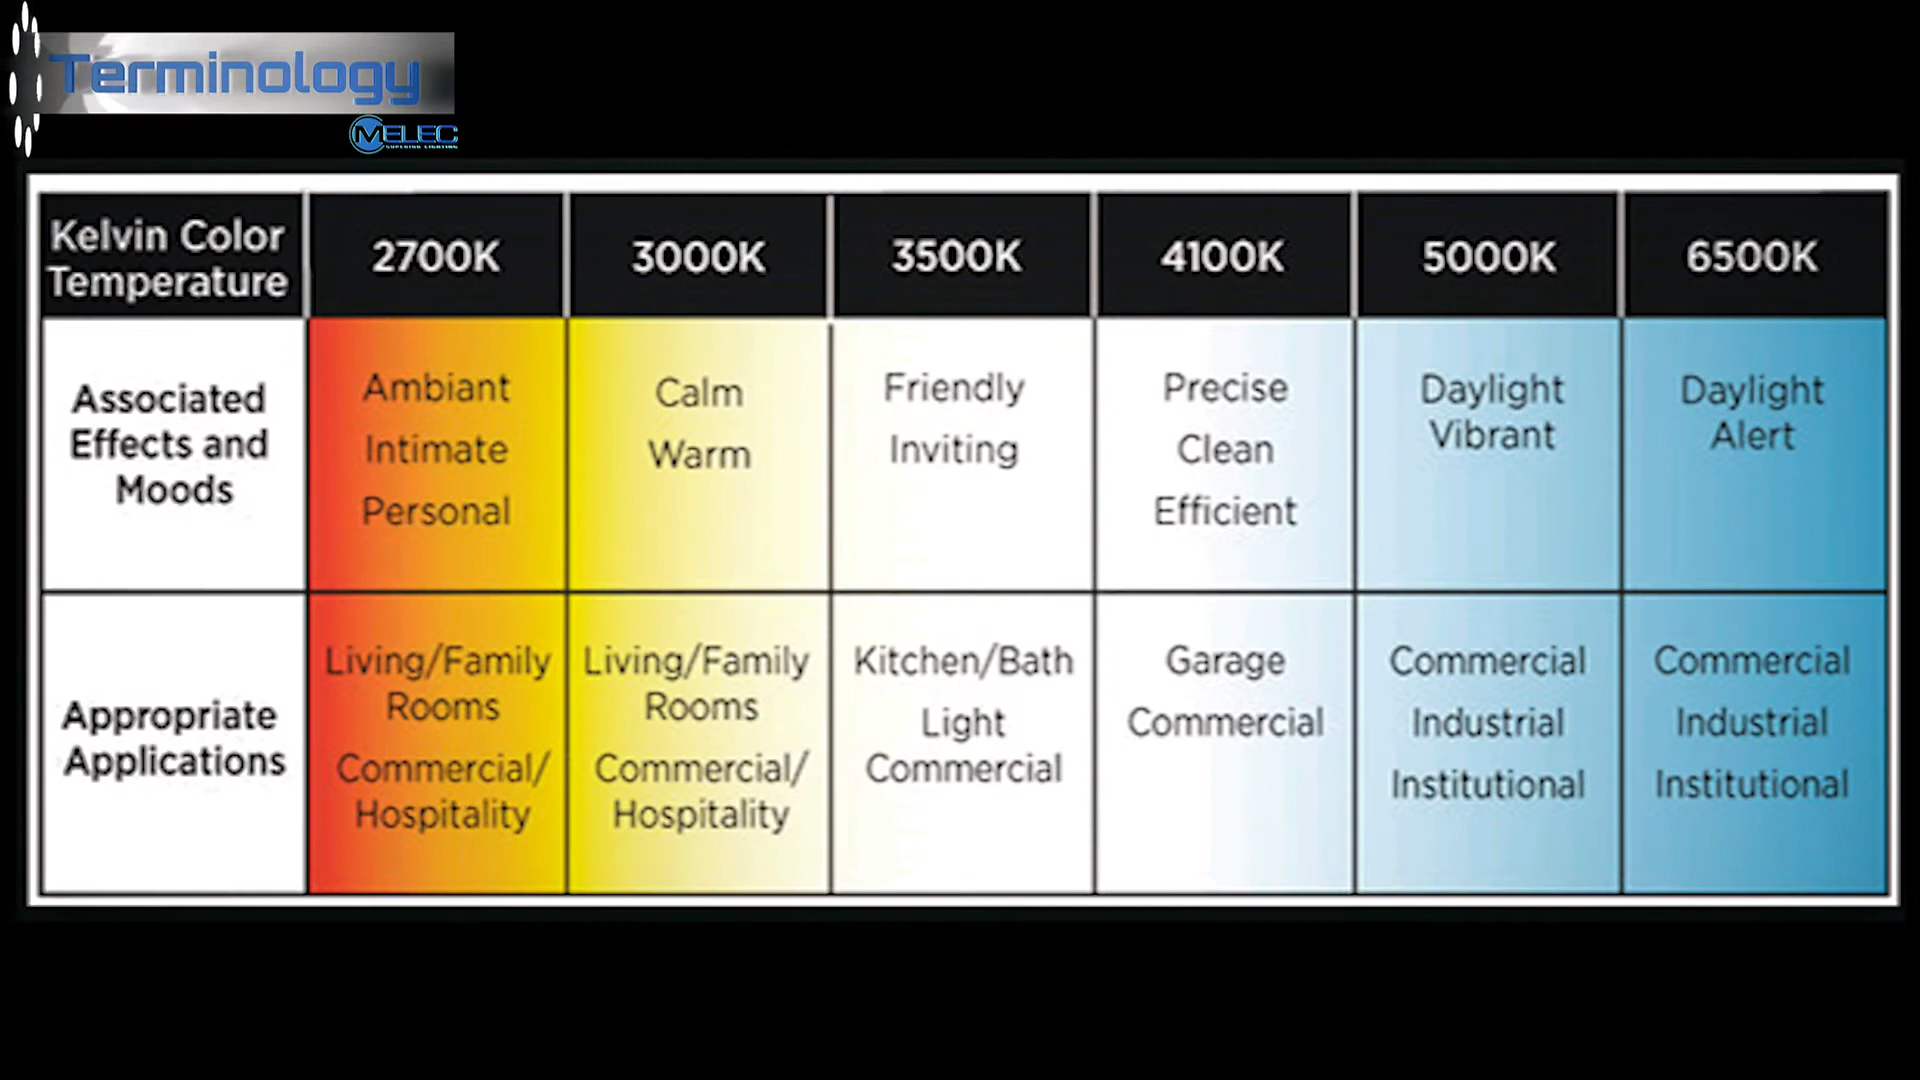 Terminology
MELEC
SUPERIOR LIGHTING
Kelvin Color
Temperature
2700K
3000K
3500K
4100K
5000K
6500K
Associated
Effects and
Moods
Ambiant
Intimate
Personal
Calm
Warm
Friendly
Inviting
Precise
Clean
Efficient
Daylight
Vibrant
Daylight
Alert
Appropriate
Applications
Living/Family
Rooms
Commercial/
Hospitality
Living/Family
Rooms
Commercial/
Hospitality
Kitchen/Bath
Light
Commercial
Garage
Commercial
Commercial
Industrial
Institutional
Commercial
Industrial
Institutional